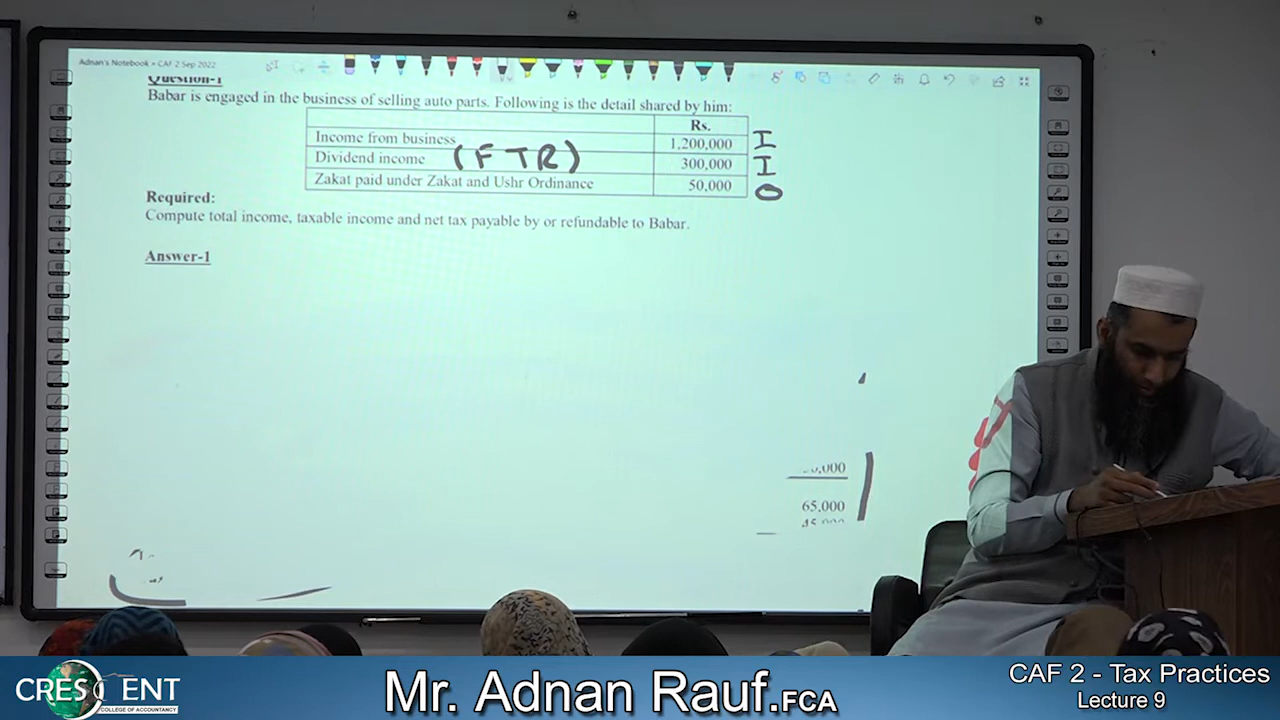 Adnan's Notebook » CAF 2 Sep 2022
Question-1
Babar is engaged in the business of selling auto parts. Following is the detail shared by him:
Rs.
Income from business 1,200,000 I
Dividend income (FTR) 300,000 I
Zakat paid under Zakat and Ushr Ordinance 50,000 O
Required:
Compute total income, taxable income and net tax payable by or refundable to Babar.
Answer-1
65,000
CRESCENT
COLLEGE OF ACCOUNTANCY
Mr. Adnan Rauf.FCA
CAF 2 - Tax Practices
Lecture 9